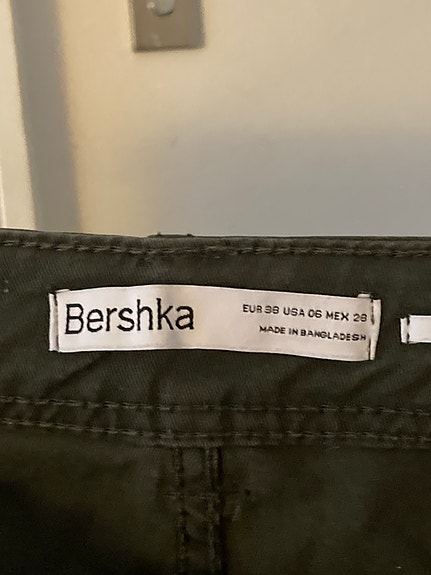 Bershka
EUR 38 USA 06 MEX 28
MADE IN BANGLADESH